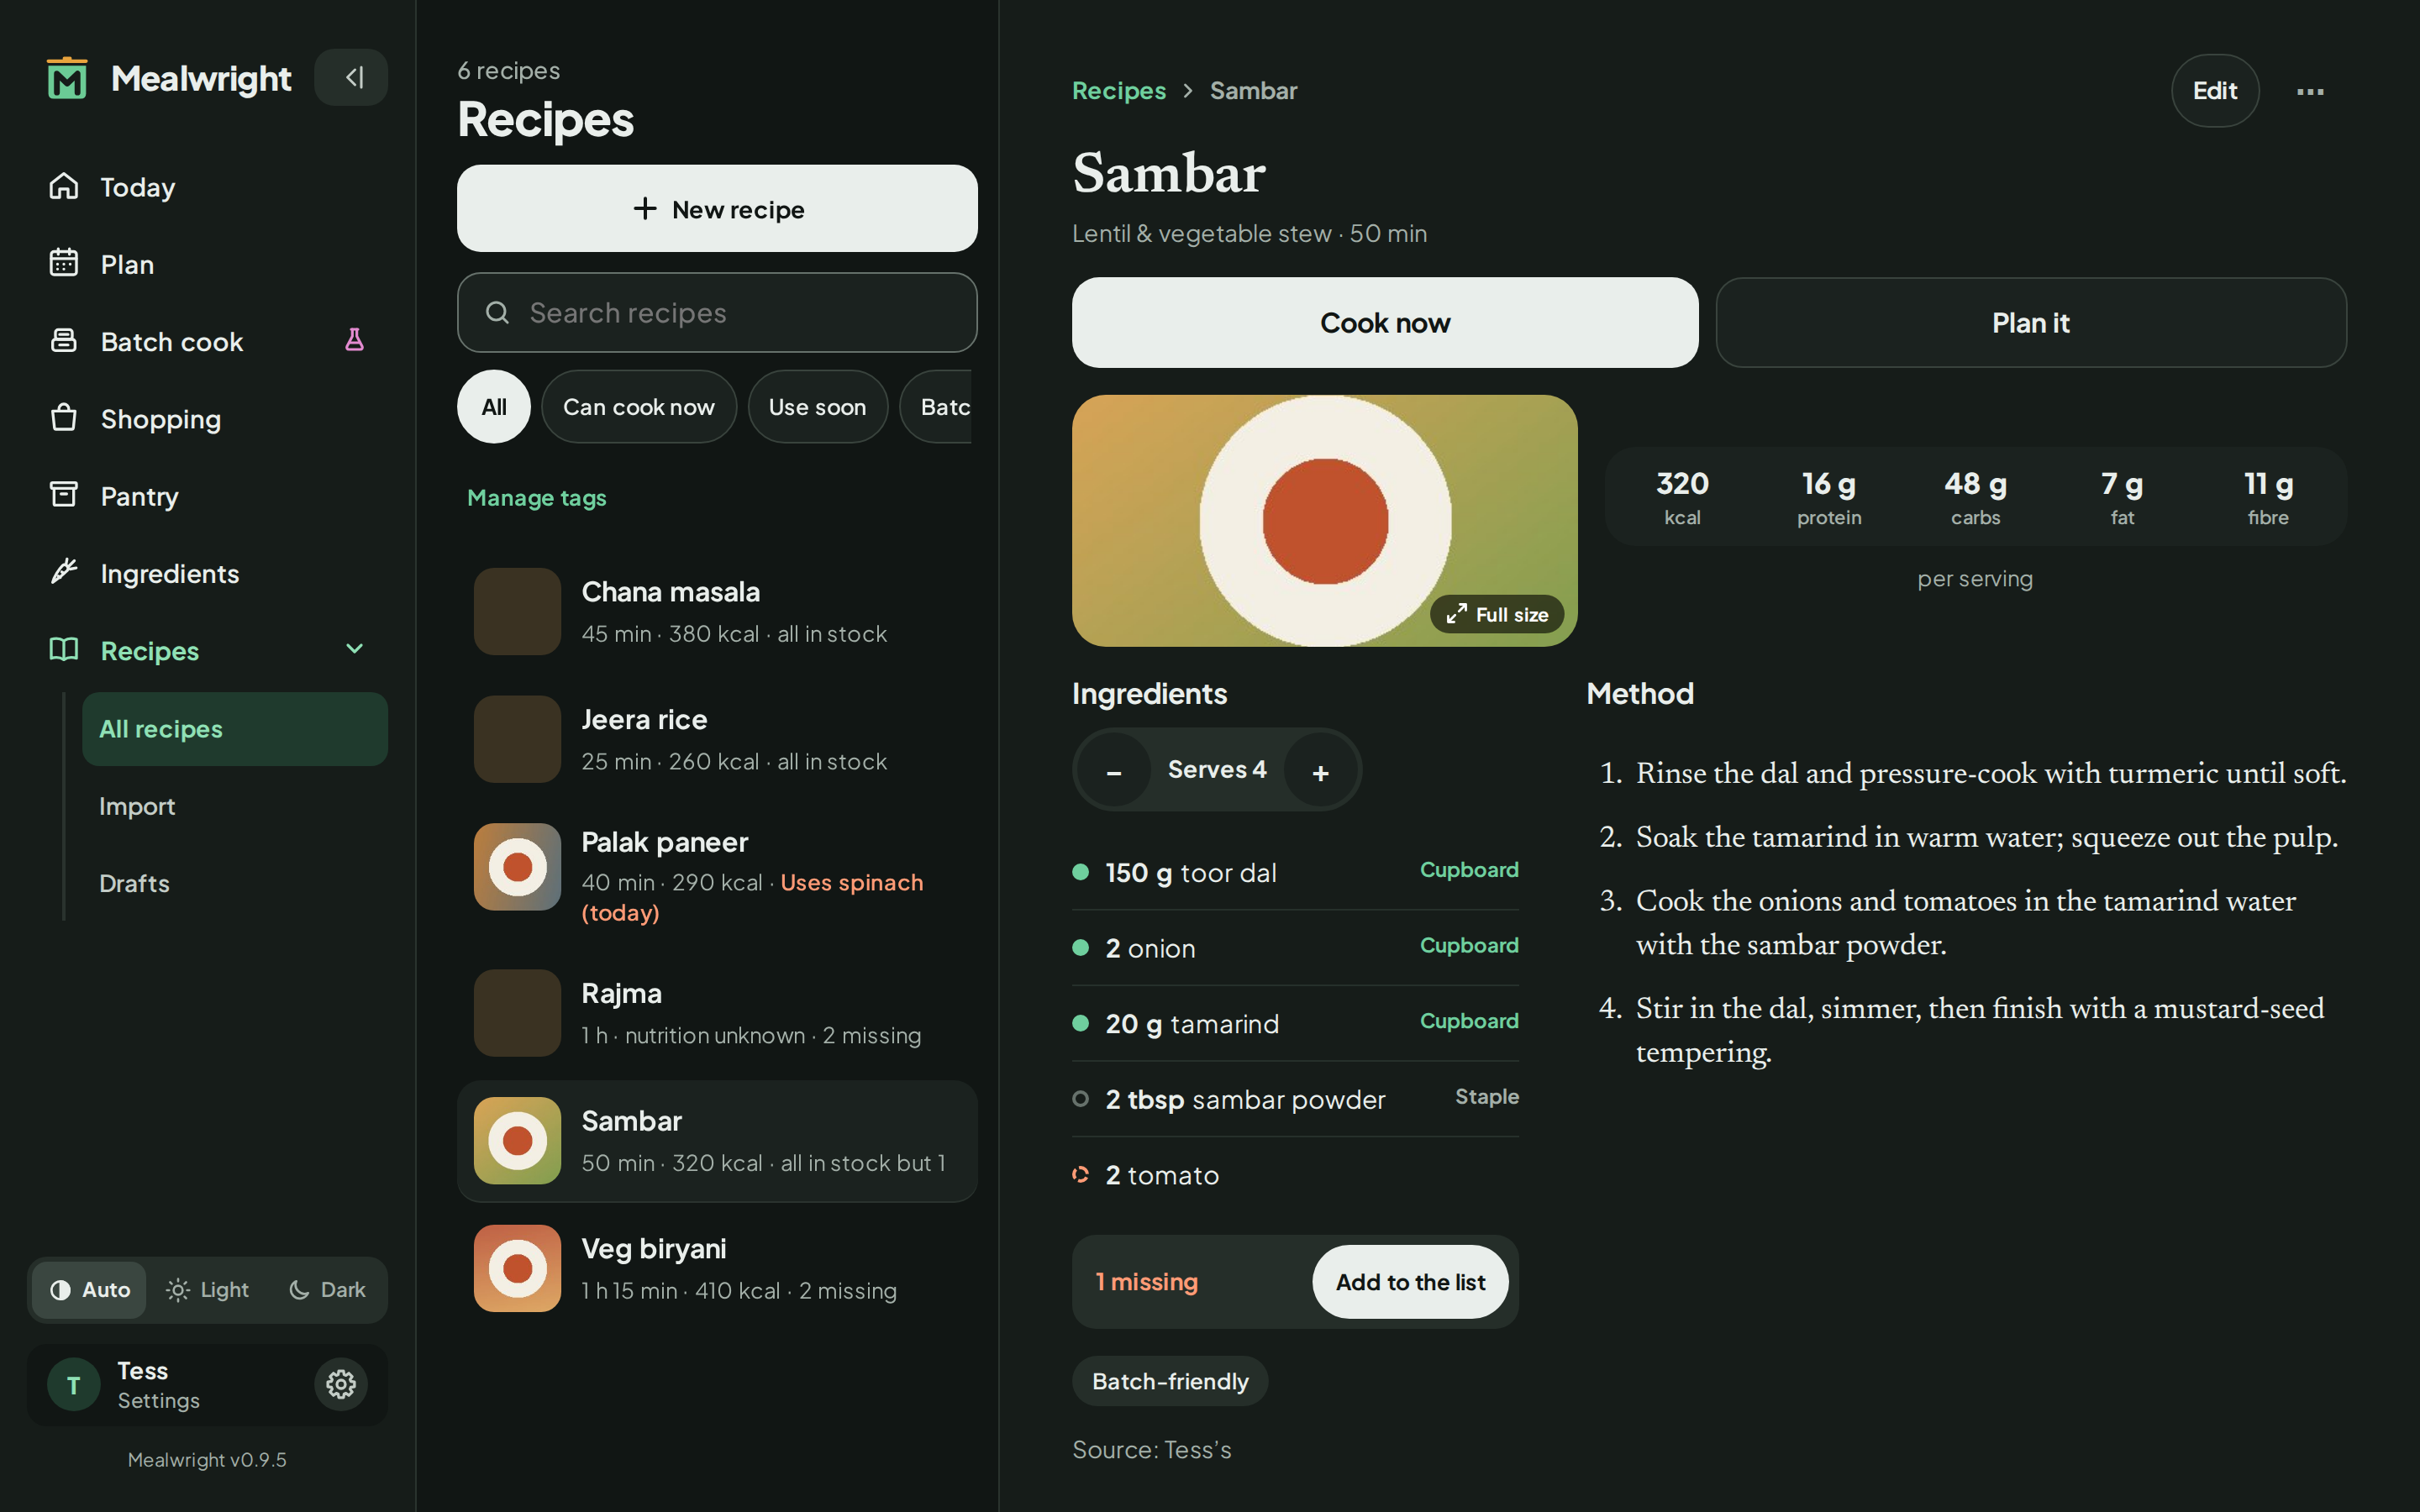 Mealwright
Today
Plan
Batch cook
Shopping
Pantry
Ingredients
Recipes
All recipes
Import
Drafts
Auto
Light
Dark
T
Tess
Settings
Mealwright v0.9.5
6 recipes
Recipes
New recipe
Search recipes
All
Can cook now
Use soon
Batc
Manage tags
Chana masala
45 min · 380 kcal · all in stock
Jeera rice
25 min · 260 kcal · all in stock
Palak paneer
40 min · 290 kcal · Uses spinach
(today)
Rajma
1 h · nutrition unknown · 2 missing
Sambar
50 min · 320 kcal · all in stock but 1
Veg biryani
1 h 15 min · 410 kcal · 2 missing
Recipes > Sambar
Edit
...
Sambar
Lentil & vegetable stew · 50 min
Cook now
Plan it
Full size
320 kcal
16 g protein
48 g carbs
7 g fat
11 g fibre
per serving
Ingredients
– Serves 4 +
150 g toor dal Cupboard
2 onion Cupboard
20 g tamarind Cupboard
2 tbsp sambar powder Staple
2 tomato
1 missing
Add to the list
Batch-friendly
Source: Tess’s
Method
1. Rinse the dal and pressure-cook with turmeric until soft.
2. Soak the tamarind in warm water; squeeze out the pulp.
3. Cook the onions and tomatoes in the tamarind water
with the sambar powder.
4. Stir in the dal, simmer, then finish with a mustard-seed
tempering.